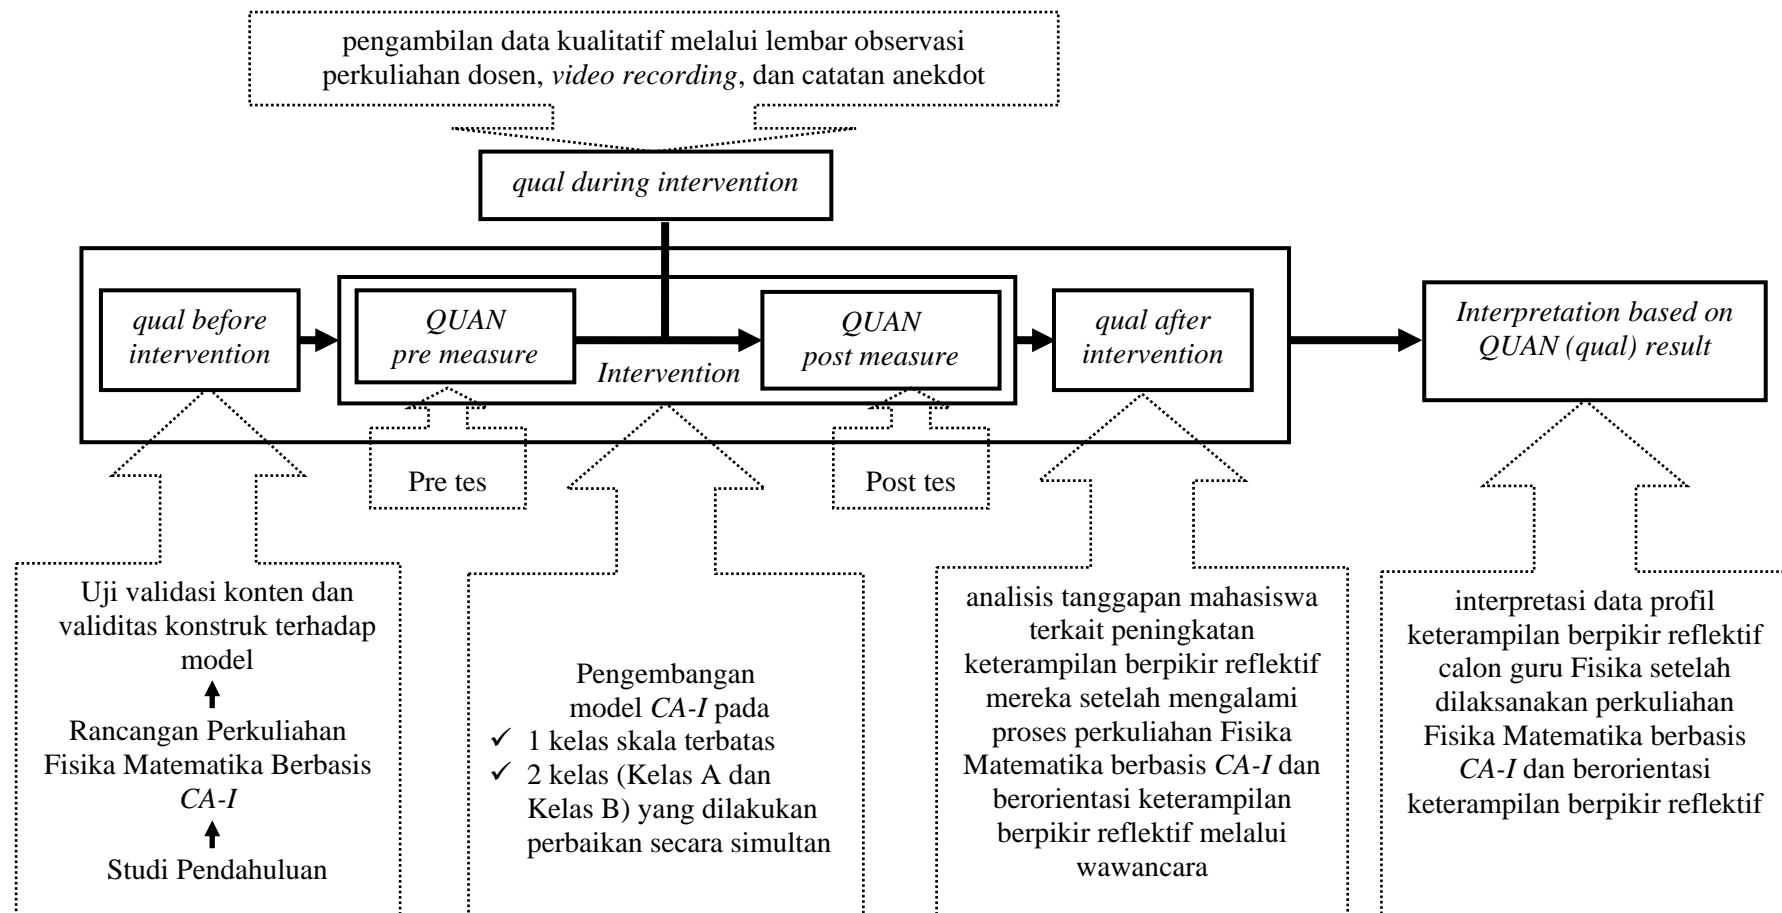 pengambilan data kualitatif melalui lembar observasi
perkuliahan dosen, video recording, dan catatan anekdot
qual during intervention
qual before
intervention
QUAN
pre measure
Intervention
QUAN
post measure
qual after
intervention
Interpretation based on
QUAN (qual) result
Pre tes
Post tes
Uji validasi konten dan
validitas konstruk terhadap
model
Rancangan Perkuliahan
Fisika Matematika Berbasis
CA-I
Studi Pendahuluan
Pengembangan
model CA-I pada
✓ 1 kelas skala terbatas
✓ 2 kelas (Kelas A dan
Kelas B) yang dilakukan
perbaikan secara simultan
analisis tanggapan mahasiswa
terkait peningkatan
keterampilan berpikir reflektif
mereka setelah mengalami
proses perkuliahan Fisika
Matematika berbasis CA-I dan
berorientasi keterampilan
berpikir reflektif melalui
wawancara
interpretasi data profil
keterampilan berpikir reflektif
calon guru Fisika setelah
dilaksanakan perkuliahan
Fisika Matematika berbasis
CA-I dan berorientasi
keterampilan berpikir reflektif